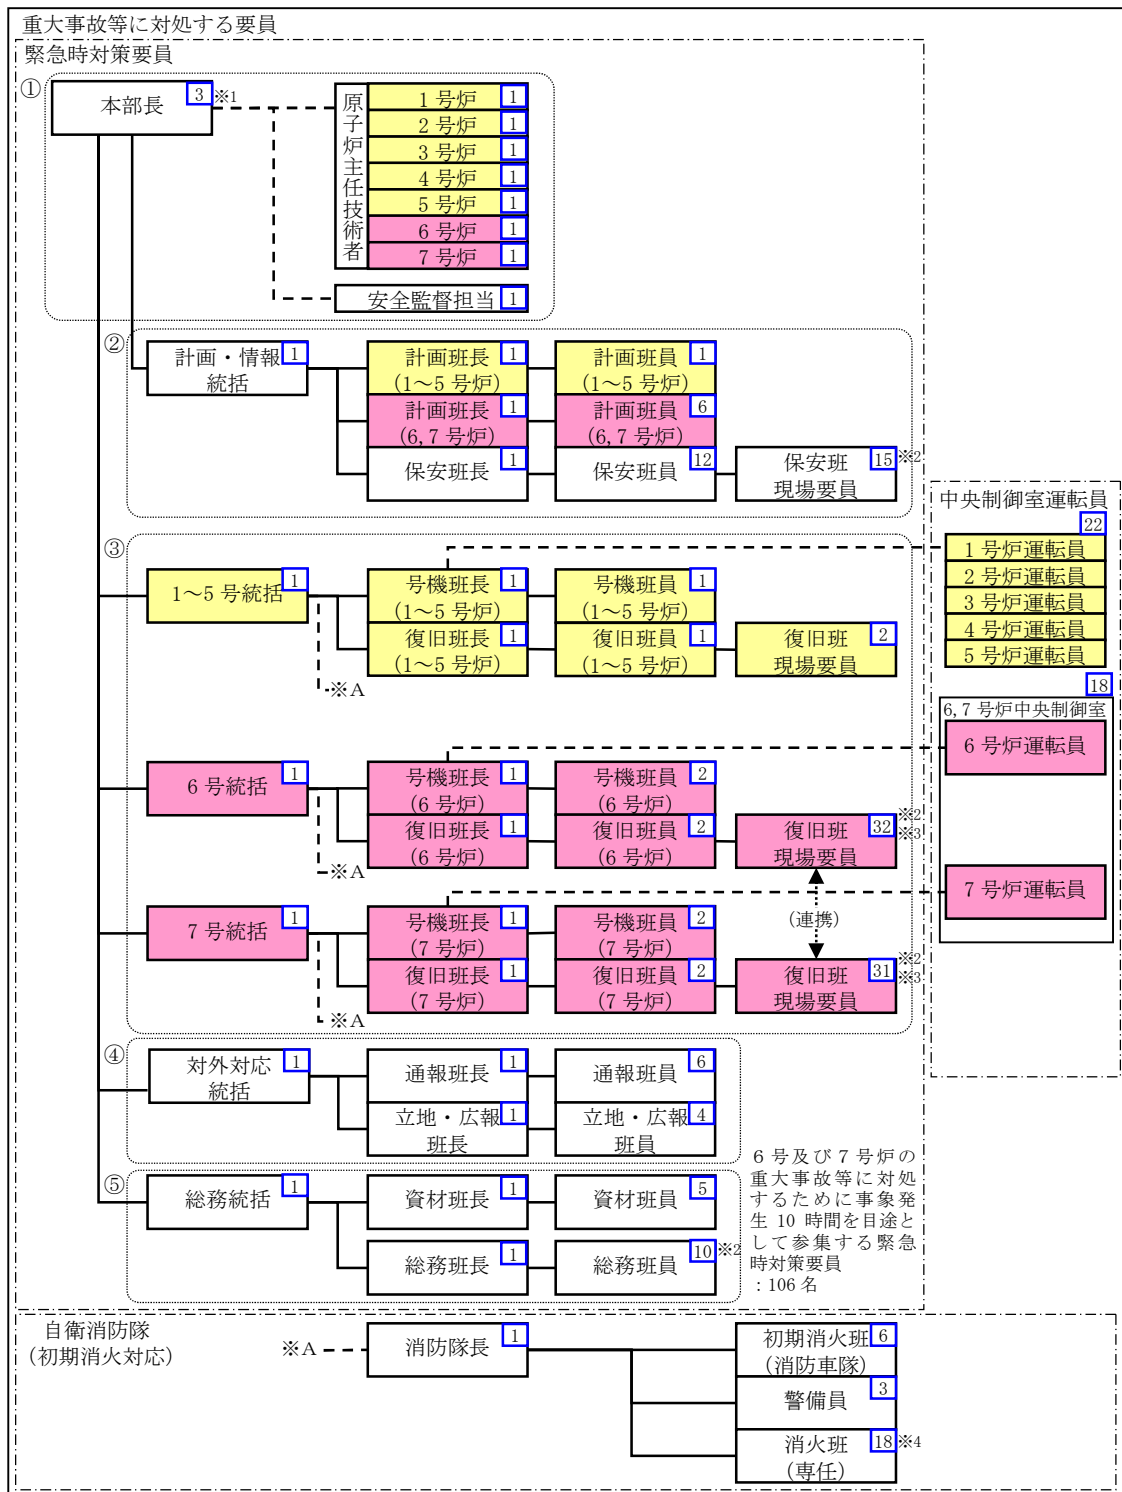 重大事故等に対処する要員
緊急時対策要員
①
本部長
3
※1
原子炉主任技術者
1 号炉
1
2 号炉
1
3 号炉
1
4 号炉
1
5 号炉
1
6 号炉
1
7 号炉
1
安全監督担当
1
②
計画・情報
統括
1
計画班長
(1～5 号炉)
1
計画班員
(1～5 号炉)
1
計画班長
(6,7 号炉)
1
計画班員
(6,7 号炉)
6
保安班長
1
保安班員
12
保安班
現場要員
15
※2
中央制御室運転員
22
1 号炉運転員
2 号炉運転員
3 号炉運転員
4 号炉運転員
5 号炉運転員
18
6,7 号炉中央制御室
6 号炉運転員
7 号炉運転員
③
1～5 号統括
1
※A
号機班長
(1～5 号炉)
1
号機班員
(1～5 号炉)
1
復旧班長
(1～5 号炉)
1
復旧班員
(1～5 号炉)
1
復旧班
現場要員
2
6 号統括
1
※A
号機班長
(6 号炉)
1
号機班員
(6 号炉)
2
復旧班長
(6 号炉)
1
復旧班員
(6 号炉)
2
復旧班
現場要員
32
※2
※3
(連携)
7 号統括
1
※A
号機班長
(7 号炉)
1
号機班員
(7 号炉)
2
復旧班長
(7 号炉)
1
復旧班員
(7 号炉)
2
復旧班
現場要員
31
※2
※3
④
対外対応
統括
1
通報班長
1
通報班員
6
立地・広報
班長
1
立地・広報
班員
4
⑤
総務統括
1
資材班長
1
資材班員
5
総務班長
1
総務班員
10
※2
６号及び７号炉の
重大事故等に対処
するために事象発
生 10 時間を目途と
して参集する緊急
時対策要員
：106 名
自衛消防隊
(初期消火対応)
※A
消防隊長
1
初期消火班
(消防車隊)
6
警備員
3
消火班
(専任)
18
※4